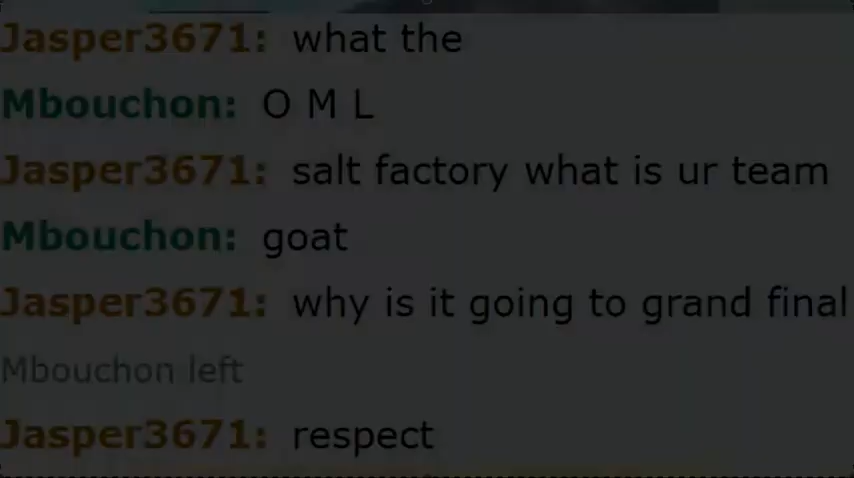 Jasper3671: what the
Mbouchon: O M L
Jasper3671: salt factory what is ur team
Mbouchon: goat
Jasper3671: why is it going to grand final
Mbouchon left
Jasper3671: respect